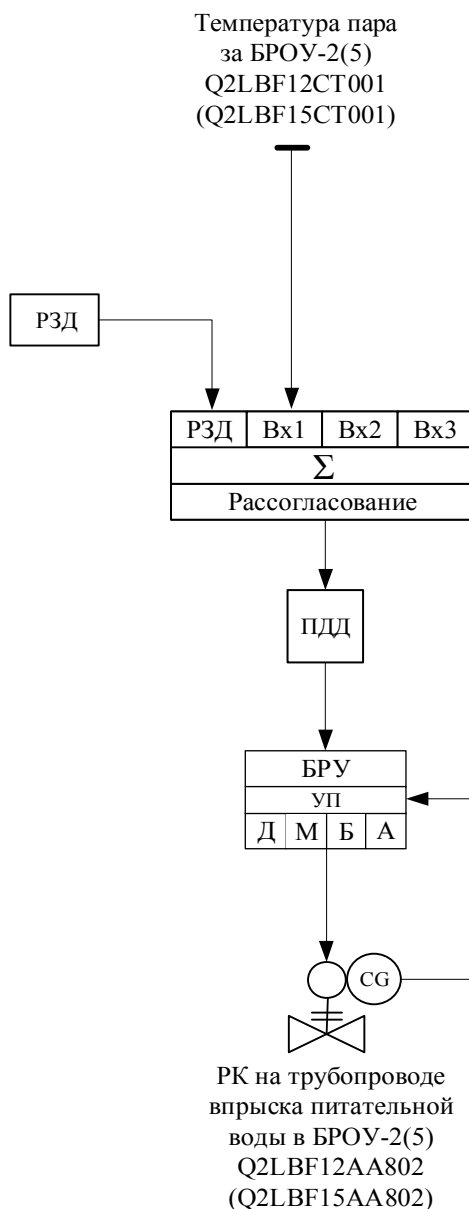 Температура пара
за БРОУ-2(5)
Q2LBF12CT001
(Q2LBF15CT001)
РЗД
РЗД Вх1 Вх2 Вх3
Σ
Рассогласование
ПДД
БРУ
УП
Д М Б А
CG
РК на трубопроводе
впрыска питательной
воды в БРОУ-2(5)
Q2LBF12AA802
(Q2LBF15AA802)